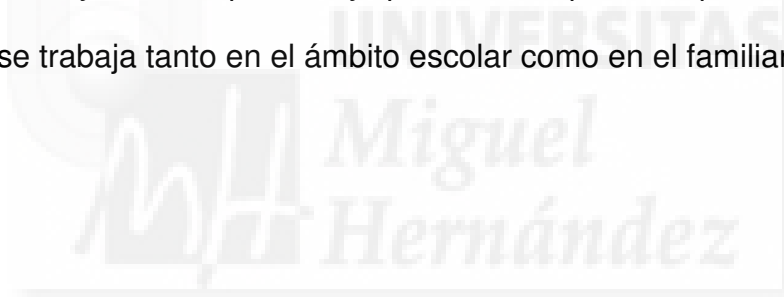 se trabaja tanto en el ámbito escolar como en el familiar
UNIVERSITAS
Miguel
Hernández